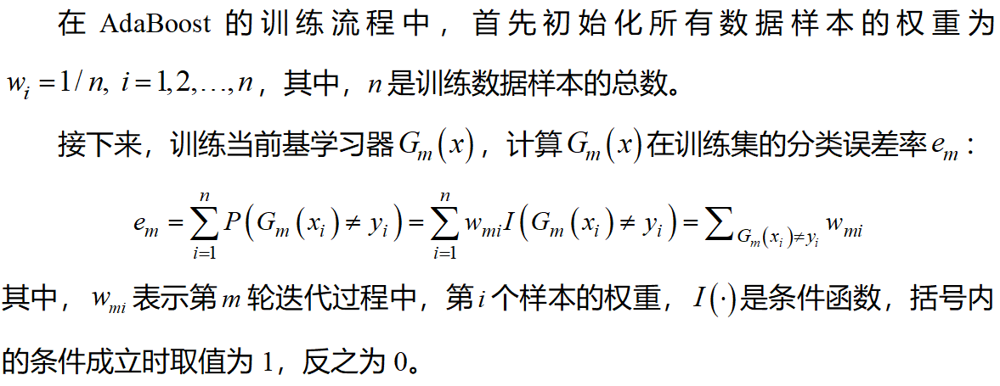 在 AdaBoost 的训练流程中，首先初始化所有数据样本的权重为
$w_i = 1/n,\ i = 1,2,\ldots,n$，其中，$n$ 是训练数据样本的总数。
接下来，训练当前基学习器 $G_m(x)$，计算 $G_m(x)$ 在训练集的分类误差率 $e_m$：
$e_m = \sum_{i=1}^{n} P(G_m(x_i) \neq y_i) = \sum_{i=1}^{n} w_{mi} I(G_m(x_i) \neq y_i) = \sum_{G_m(x_i) \neq y_i} w_{mi}$
其中，$w_{mi}$ 表示第 $m$ 轮迭代过程中，第 $i$ 个样本的权重，$I(\cdot)$ 是条件函数，括号内
的条件成立时取值为 1，反之为 0。